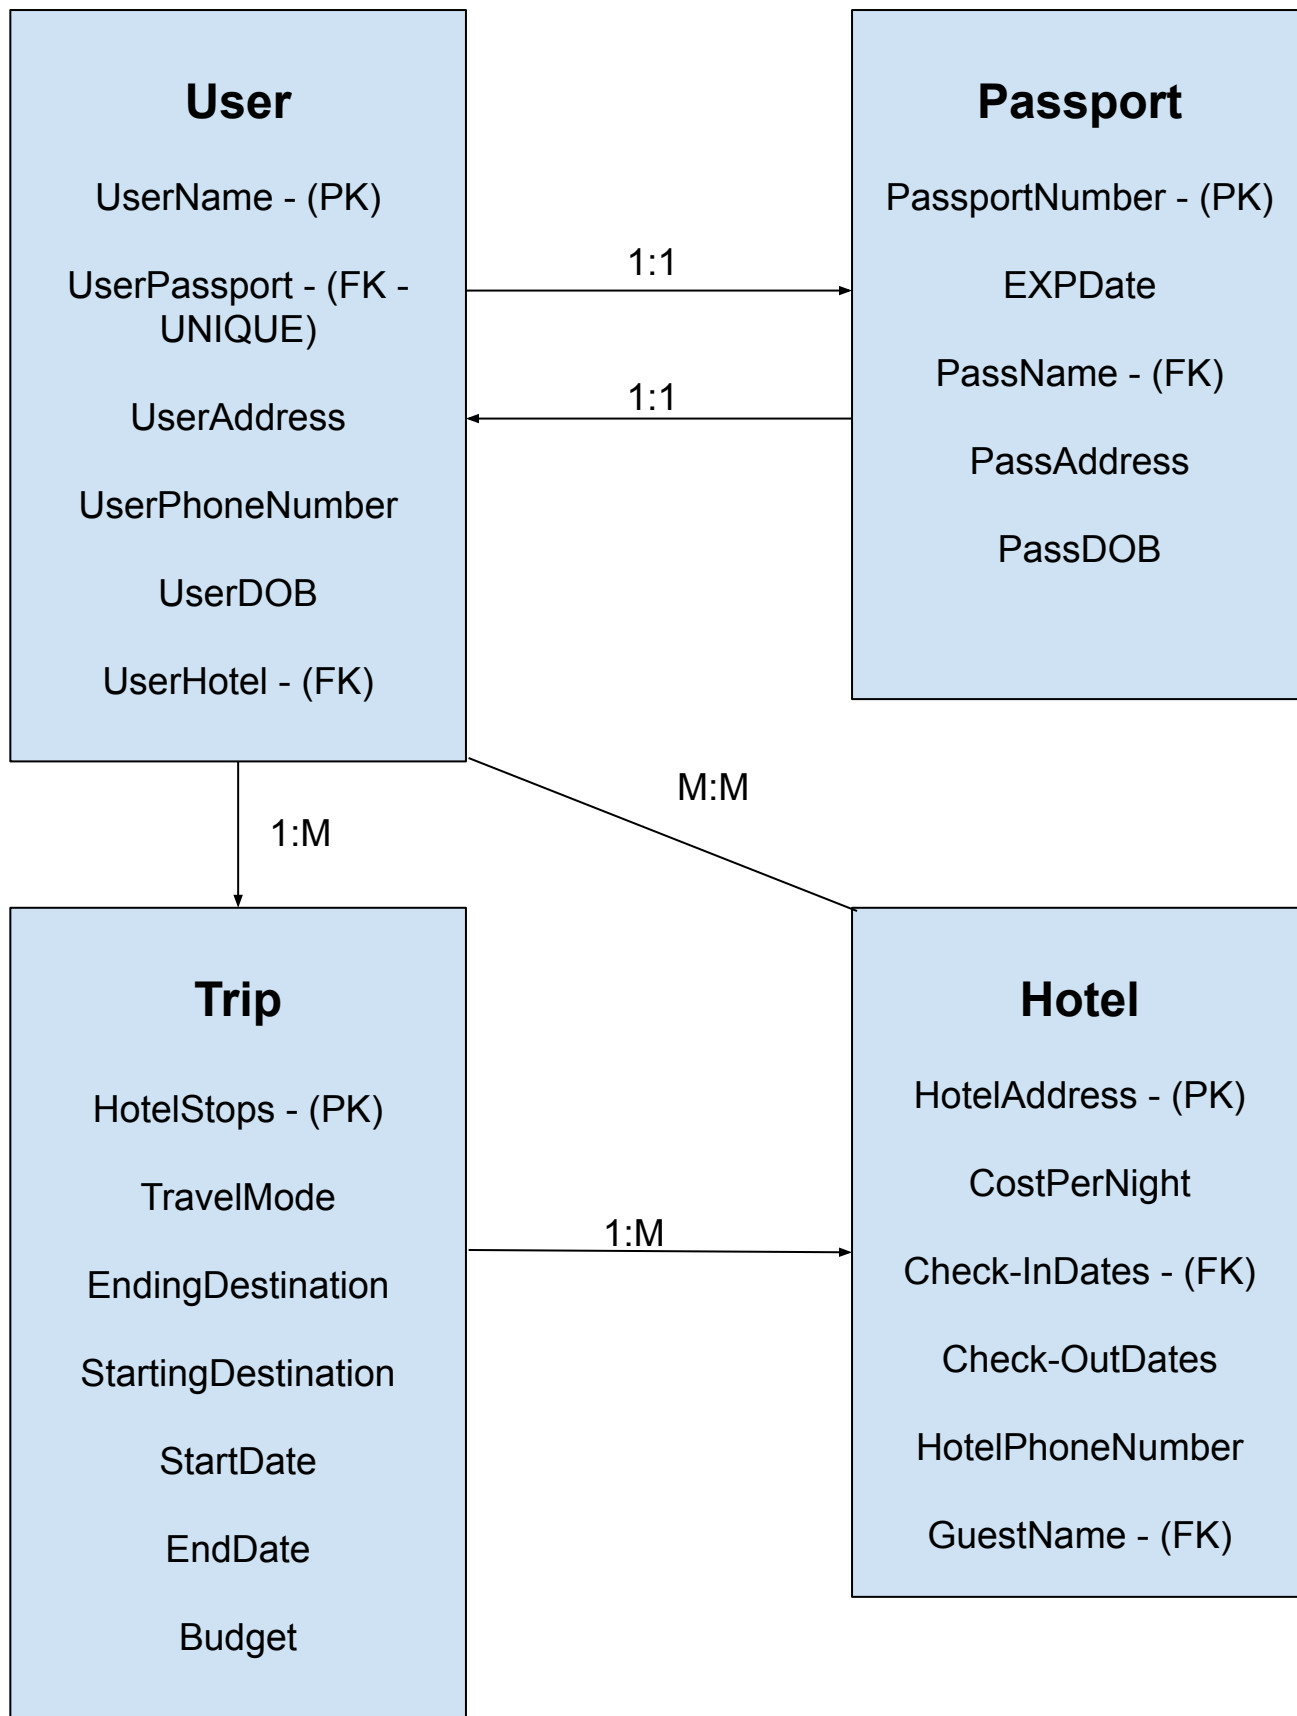 User
UserName - (PK)
UserPassport - (FK -
UNIQUE)
UserAddress
UserPhoneNumber
UserDOB
UserHotel - (FK)
1:1
1:1
Passport
PassportNumber - (PK)
EXPDate
PassName - (FK)
PassAddress
PassDOB
1:M
M:M
Trip
HotelStops - (PK)
TravelMode
EndingDestination
StartingDestination
StartDate
EndDate
Budget
1:M
Hotel
HotelAddress - (PK)
CostPerNight
Check-InDates - (FK)
Check-OutDates
HotelPhoneNumber
GuestName - (FK)